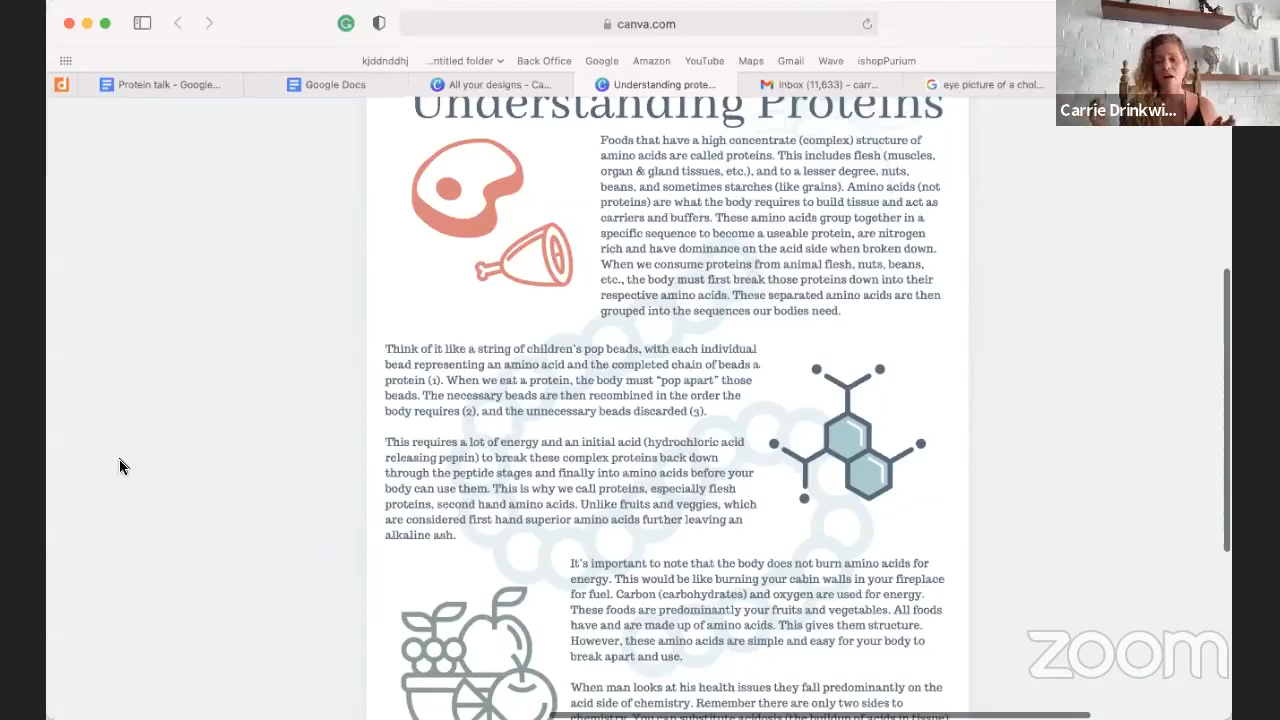 canva.com
kjddnddhj
...ntitled folder
Back Office
Google
Amazon
YouTube
Maps
Gmail
Wave
ishopPurium
Protein talk - Google...
Google Docs
All your designs - Ca...
Understanding prote...
Inbox (11,633) – carr...
eye picture of a chol...
Carrie Drinkwi...
Understanding Proteins
Foods that have a high concentrate (complex) structure of
amino acids are called proteins. This includes flesh (muscles,
organ & gland tissues, etc.), and to a lesser degree, nuts,
beans, and sometimes starches (like grains). Amino acids (not
proteins) are what the body requires to build tissue and act as
carriers and buffers. These amino acids group together in a
specific sequence to become a useable protein, are nitrogen
rich and have dominance on the acid side when broken down.
When we consume proteins from animal flesh, nuts, beans,
etc., the body must first break those proteins down into their
respective amino acids. These separated amino acids are then
grouped into the sequences our bodies need.
Think of it like a string of children's pop beads, with each individual
bead representing an amino acid and the completed chain of beads a
protein (1). When we eat a protein, the body must "pop apart" those
beads. The necessary beads are then recombined in the order the
body requires (2), and the unnecessary beads discarded (3).
This requires a lot of energy and an initial acid (hydrochloric acid
releasing pepsin) to break these complex proteins back down
through the peptide stages and finally into amino acids before your
body can use them. This is why we call proteins, especially flesh
proteins, second hand amino acids. Unlike fruits and veggies, which
are considered first hand superior amino acids further leaving an
alkaline ash.
It's important to note that the body does not burn amino acids for
energy. This would be like burning your cabin walls in your fireplace
for fuel. Carbon (carbohydrates) and oxygen are used for energy.
These foods are predominantly your fruits and vegetables. All foods
have and are made up of amino acids. This gives them structure.
However, these amino acids are simple and easy for your body to
break apart and use.
When man looks at his health issues they fall predominantly on the
acid side of chemistry. Remember there are only two sides to
chemistry. You can substitute acidosis (the buildup of acids in tissue)
zoom